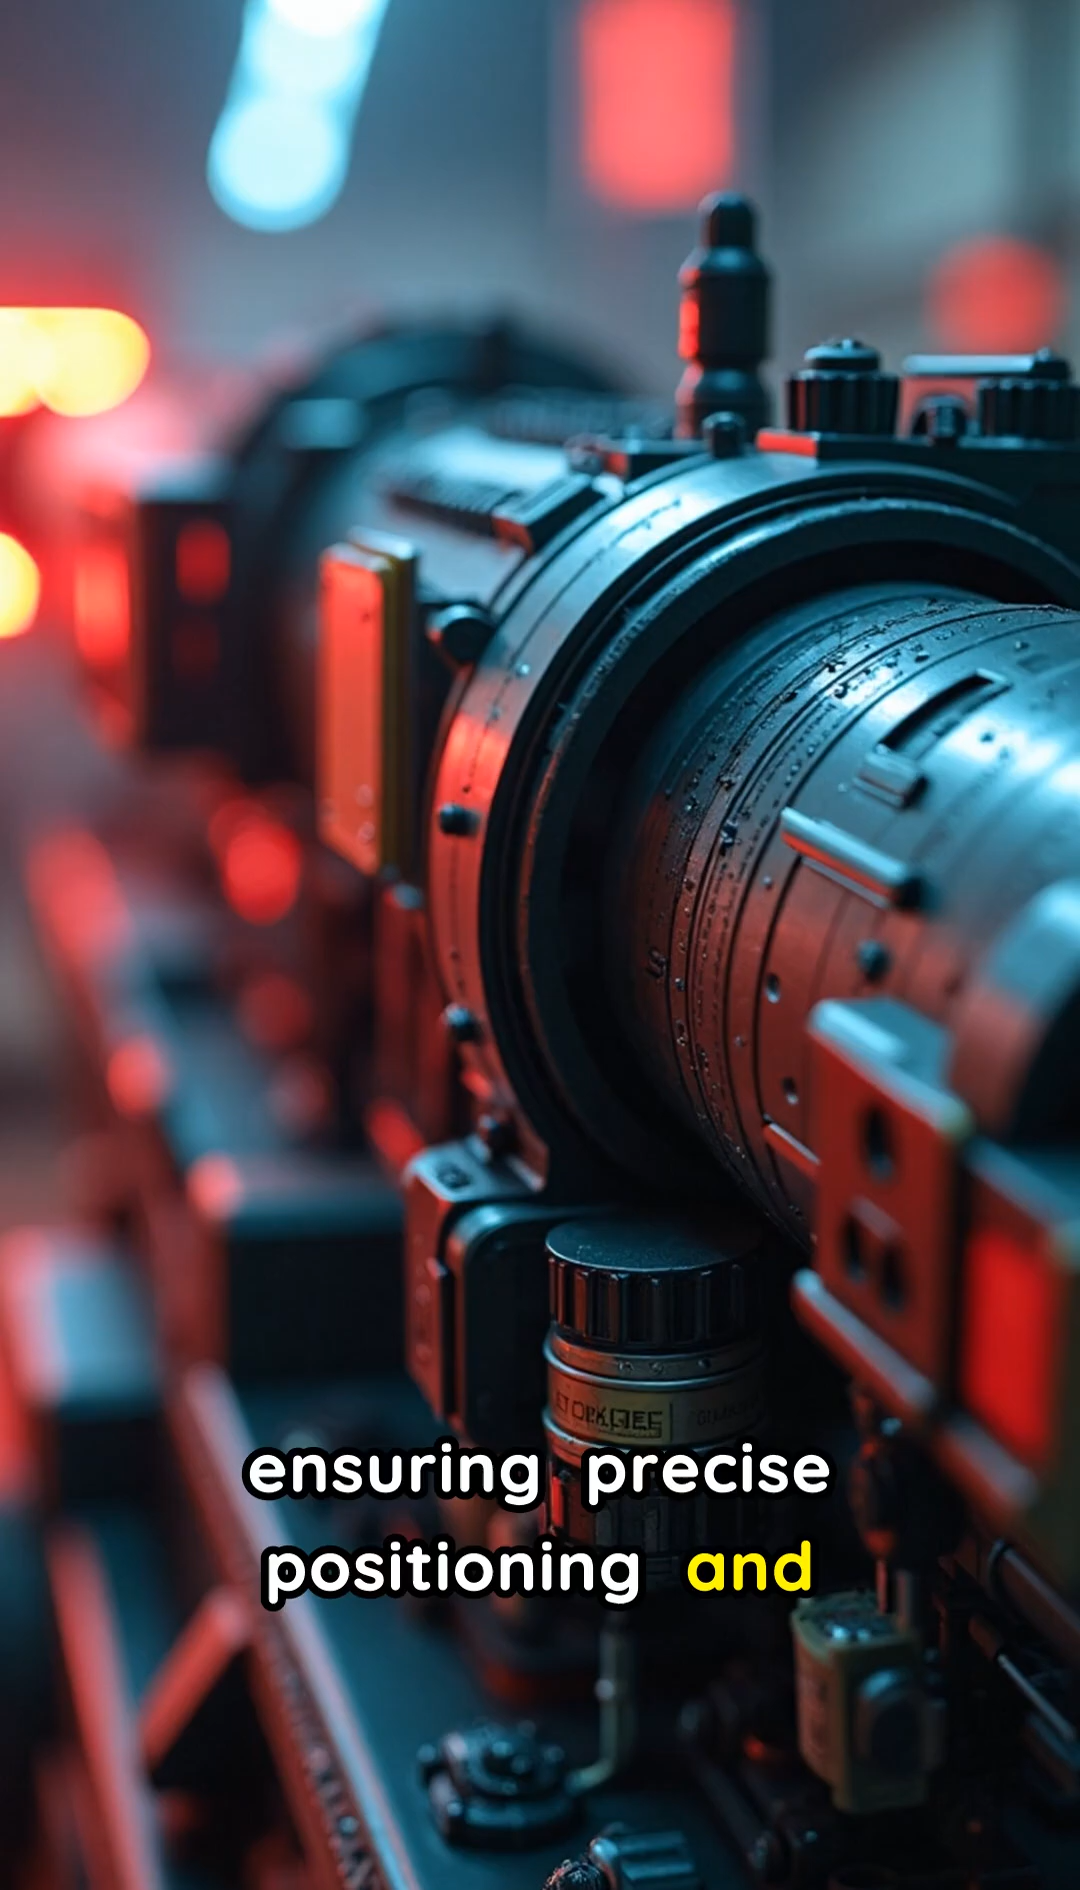 ensuring precise
positioning and